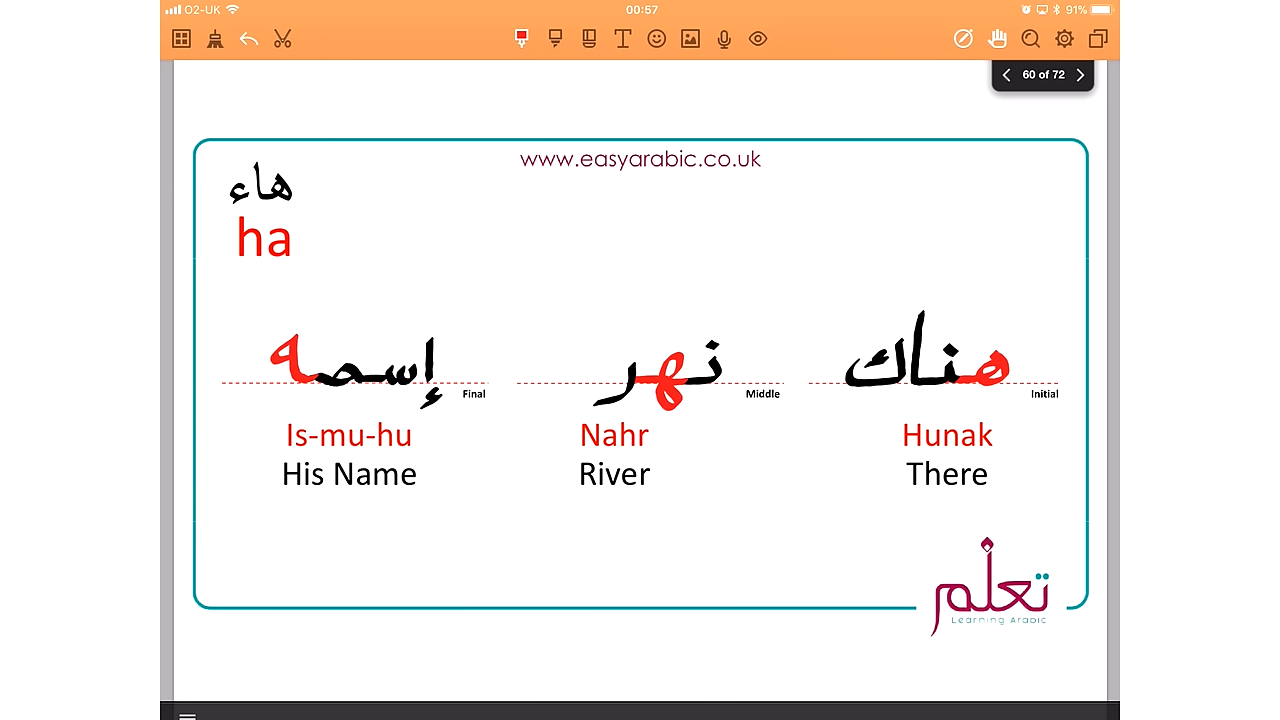 O2-UK 00:57 91%
60 of 72
www.easyarabic.co.uk
هاء
ha
هناك نهر إسمه
Final Middle Initial
Is-mu-hu Nahr Hunak
His Name River There
تعلم
Learning Arabic